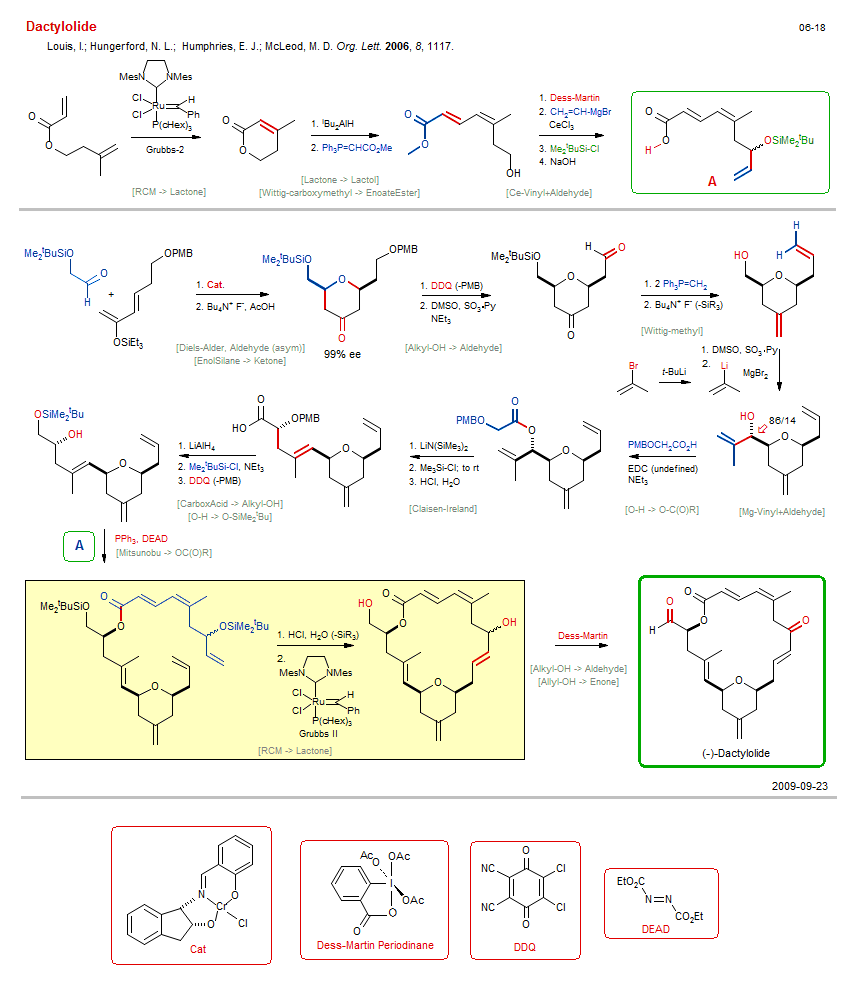 Dactylolide
06-18
Louis, I.; Hungerford, N. L.; Humphries, E. J.; McLeod, M. D. Org. Lett. 2006, 8, 1117.
O
O
MesN
NMes
Cl
Cl
Ru
H
Ph
P(cHex)3
Grubbs-2
[RCM -> Lactone]
O
O
1. iBu2AlH
2. Ph3P=CHCO2Me
[Lactone -> Lactol]
[Wittig-carboxymethyl -> EnoateEster]
O
O
OH
1. Dess-Martin
2. CH2=CH-MgBr
CeCl3
3. Me2tBuSi-Cl
4. NaOH
[Ce-Vinyl+Aldehyde]
O
H
O
OSiMe2tBu
A
Me2tBuSiO
O
H
+
OPMB
OSiEt3
1. Cat.
2. Bu4N+ F-, AcOH
[Diels-Alder, Aldehyde (asym)]
[EnolSilane -> Ketone]
Me2tBuSiO
OPMB
O
O
99% ee
1. DDQ (-PMB)
2. DMSO, SO3•Py
NEt3
[Alkyl-OH -> Aldehyde]
Me2tBuSiO
H
O
O
O
1. 2 Ph3P=CH2
2. Bu4N+ F- (-SiR3)
[Wittig-methyl]
H
H
HO
O
1. DMSO, SO3•Py
2.
Li
MgBr2
Br
t-BuLi
HO
86/14
O
[Mg-Vinyl+Aldehyde]
PMBOCH2CO2H
EDC (undefined)
NEt3
[O-H -> O-C(O)R]
PMBO
O
O
O
1. LiN(SiMe3)2
2. Me3Si-Cl; to rt
3. HCl, H2O
[Claisen-Ireland]
O
HO
OPMB
O
1. LiAlH4
2. Me2tBuSi-Cl, NEt3
3. DDQ (-PMB)
[CarboxAcid -> Alkyl-OH]
[O-H -> O-SiMe2tBu]
OSiMe2tBu
OH
O
A
PPh3, DEAD
[Mitsunobu -> OC(O)R]
Me2tBuSiO
O
O
OSiMe2tBu
O
1. HCl, H2O (-SiR3)
2.
MesN
NMes
Cl
Cl
Ru
H
Ph
P(cHex)3
Grubbs II
[RCM -> Lactone]
HO
O
O
OH
O
Dess-Martin
[Alkyl-OH -> Aldehyde]
[Allyl-OH -> Enone]
O
H
O
O
O
O
(-)-Dactylolide
2009-09-23
N
O
Cr
O
Cl
Cat
AcO
OAc
I
OAc
O
O
Dess-Martin Periodinane
O
NC
Cl
NC
Cl
O
DDQ
EtO2C
N=N
CO2Et
DEAD